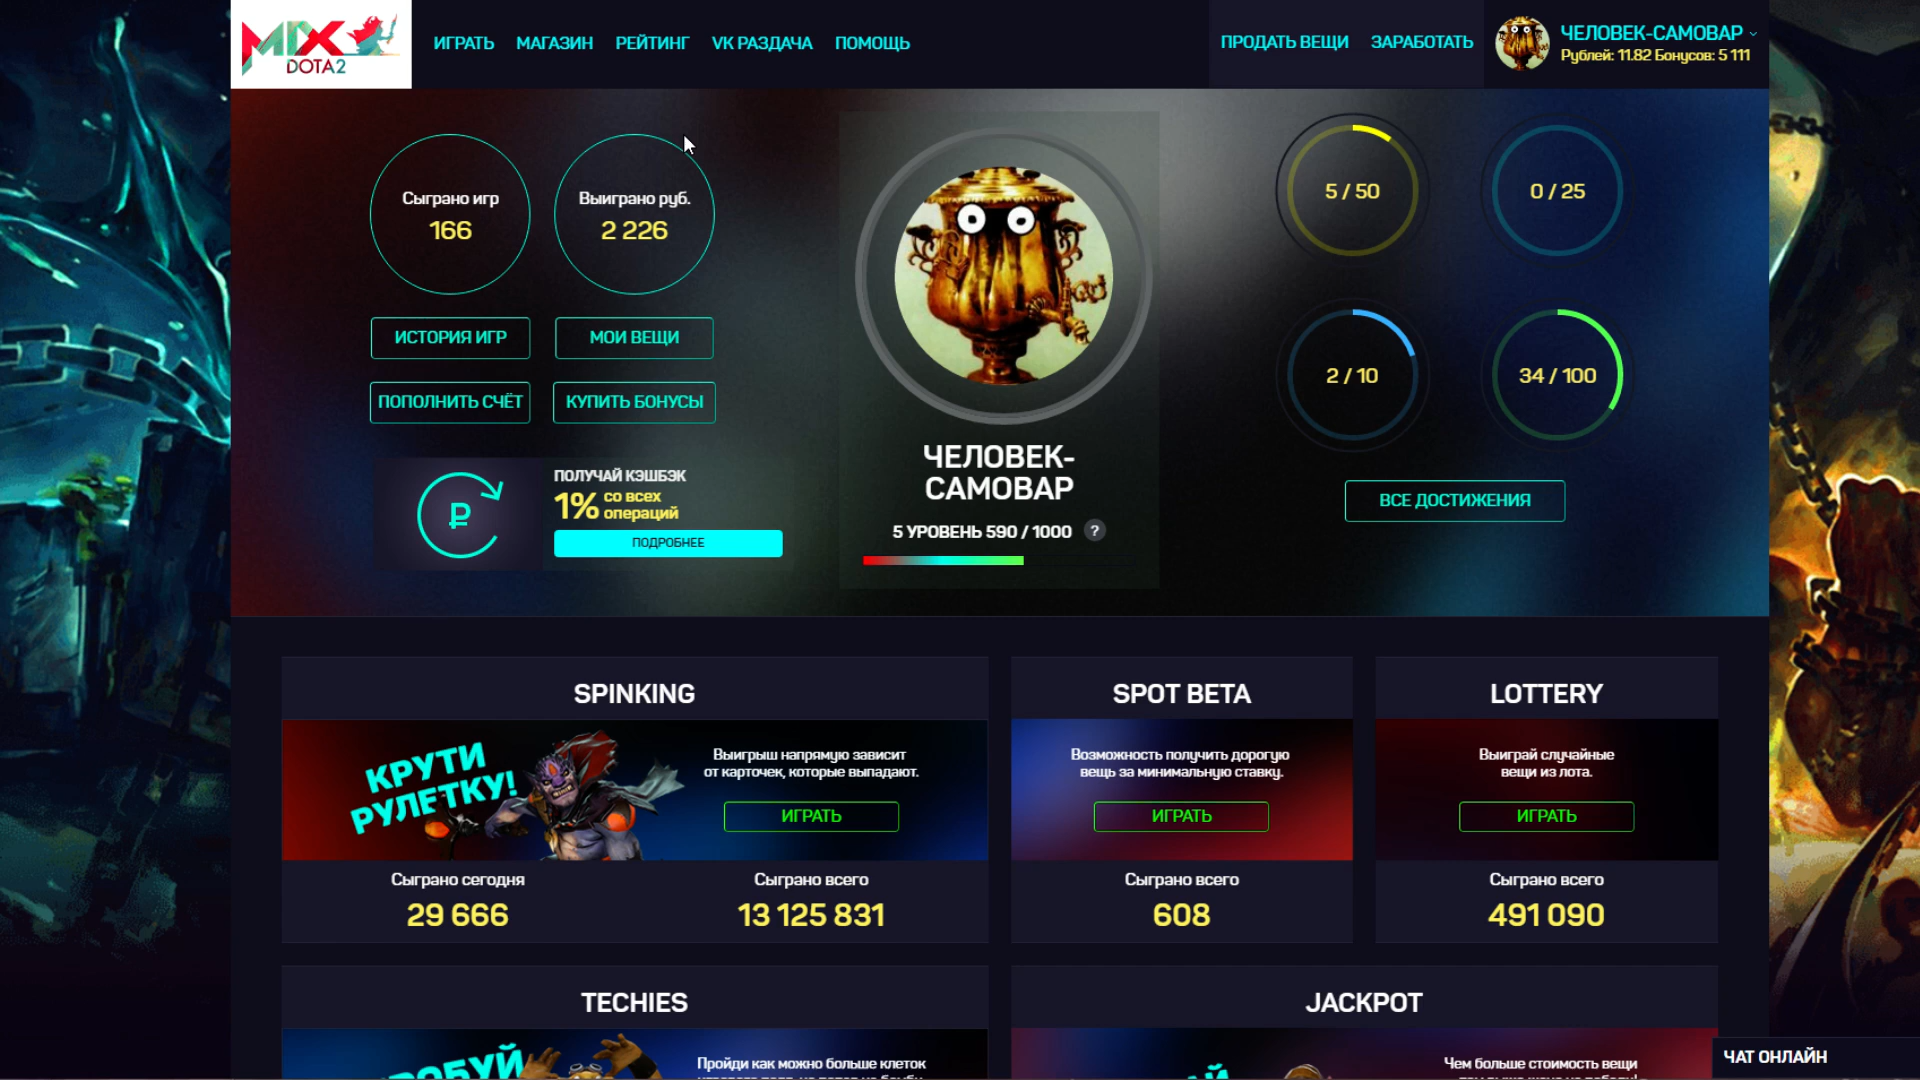 MIX
DOTA2
ИГРАТЬ
МАГАЗИН
РЕЙТИНГ
VK РАЗДАЧА
ПОМОЩЬ
ПРОДАТЬ ВЕЩИ
ЗАРАБОТАТЬ
ЧЕЛОВЕК-САМОВАР
Рублей: 11.82 Бонусов: 5 111
Сыграно игр
166
Выиграно руб.
2 226
ИСТОРИЯ ИГР
МОИ ВЕЩИ
ПОПОЛНИТЬ СЧЁТ
КУПИТЬ БОНУСЫ
₽
ПОЛУЧАЙ КЭШБЭК
1% со всех
операций
ПОДРОБНЕЕ
ЧЕЛОВЕК-
САМОВАР
5 УРОВЕНЬ 590 / 1000 ?
5 / 50
0 / 25
2 / 10
34 / 100
ВСЕ ДОСТИЖЕНИЯ
SPINKING
КРУТИ
РУЛЕТКУ!
Выигрыш напрямую зависит
от карточек, которые выпадают.
ИГРАТЬ
Сыграно сегодня
29 666
Сыграно всего
13 125 831
SPOT BETA
Возможность получить дорогую
вещь за минимальную ставку.
ИГРАТЬ
Сыграно всего
608
LOTTERY
Выиграй случайные
вещи из лота.
ИГРАТЬ
Сыграно всего
491 090
TECHIES
Пройди как можно больше клеток
JACKPOT
Чем больше стоимость вещи
ЧАТ ОНЛАЙН